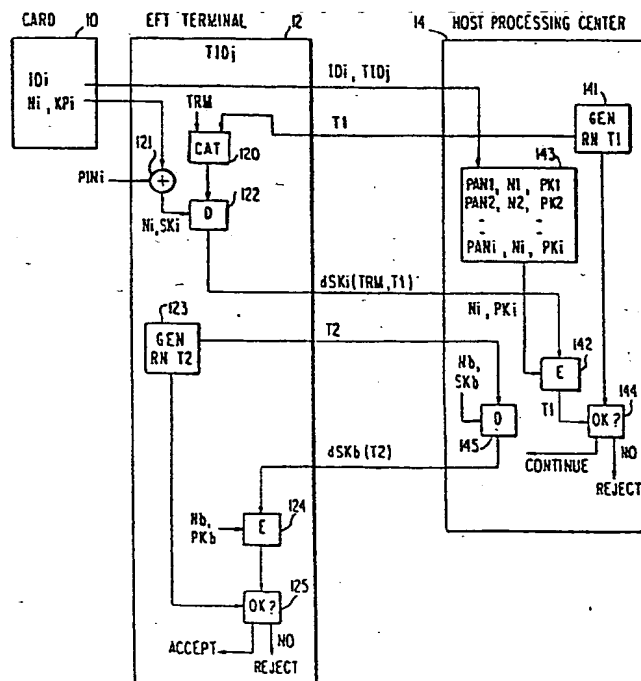 CARD
10
IDi
Ni, KPi
EFT TERMINAL
12
TIDj
14
HOST PROCESSING CENTER
IDi, TIDj
TRM
T1
141
GEN
RN T1
121
+
CAT
120
PINi
143
PAN1, N1, PK1
PAN2, N2, PK2
PANi, Ni, PKi
D
122
Ni, SKi
dSKi(TRM,T1)
Ni, PKi
123
GEN
RN T2
T2
142
E
Nb,
SKb
T1
144
OK?
D
145
dSKb(T2)
CONTINUE
NO
REJECT
Nb,
PKb
124
E
125
OK?
ACCEPT
NO
REJECT